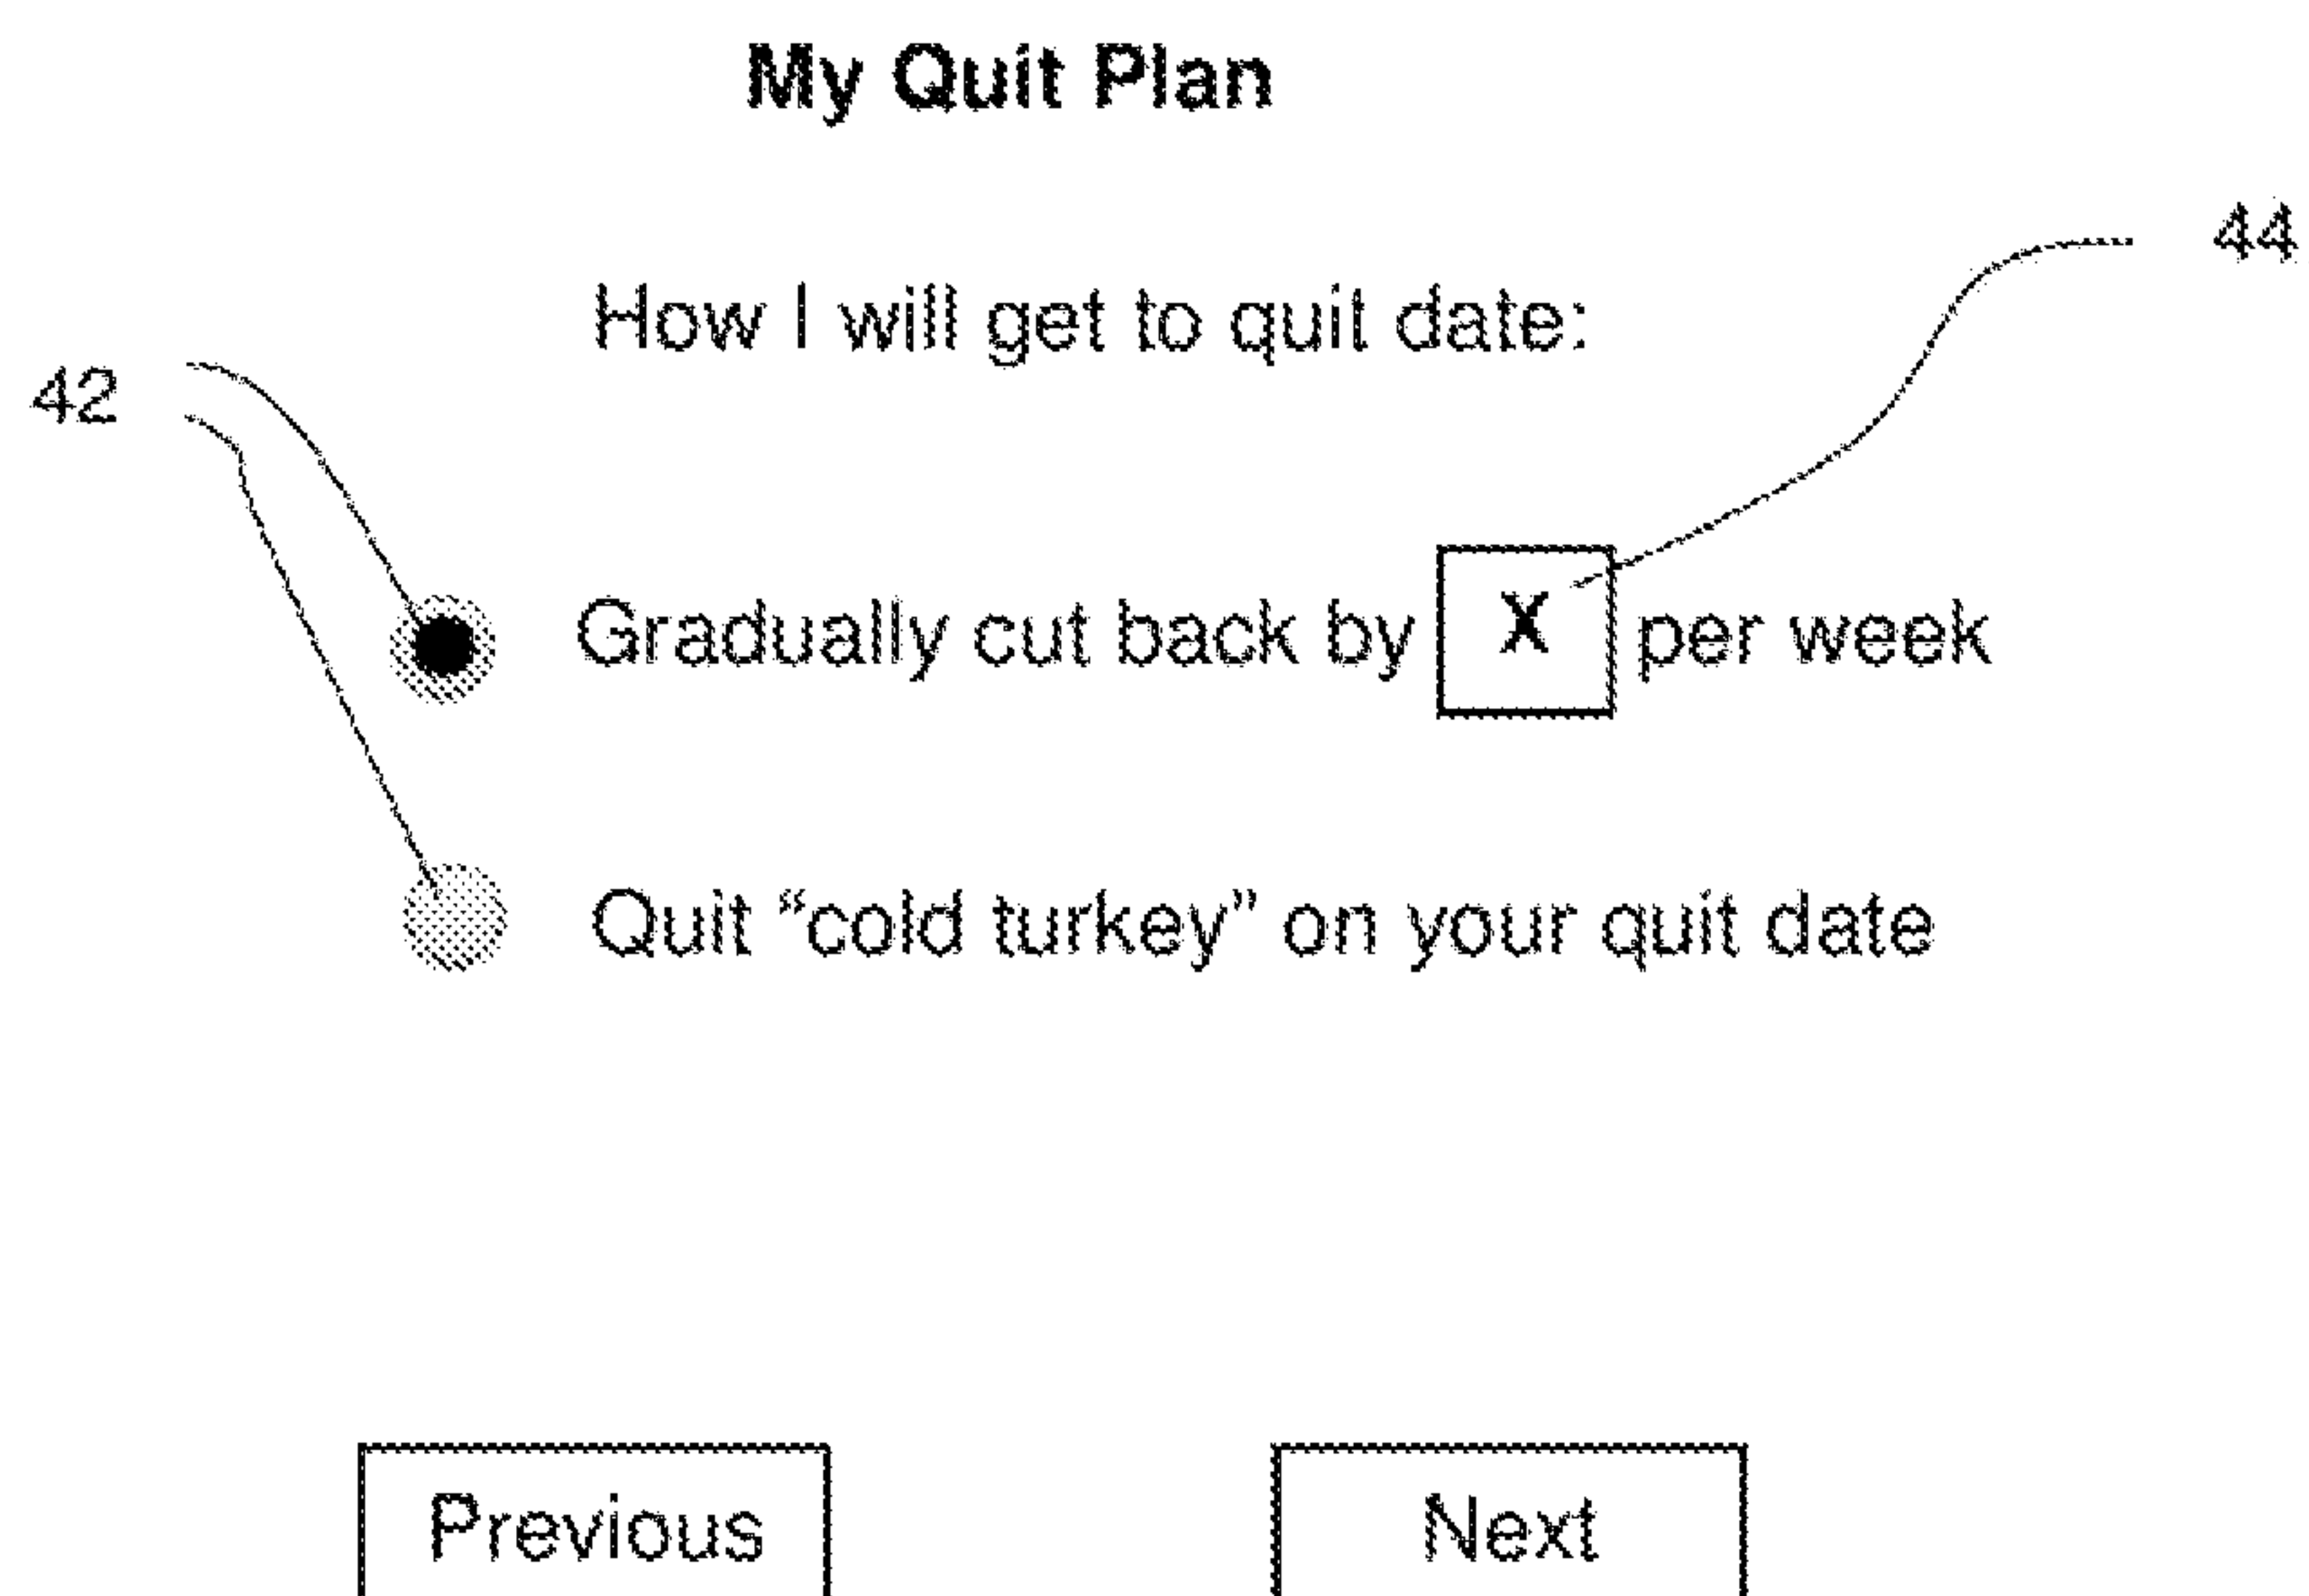 My Quit Plan
44
How I will get to quit date:
42
Gradually cut back by X per week
Quit “cold turkey” on your quit date
Previous Next